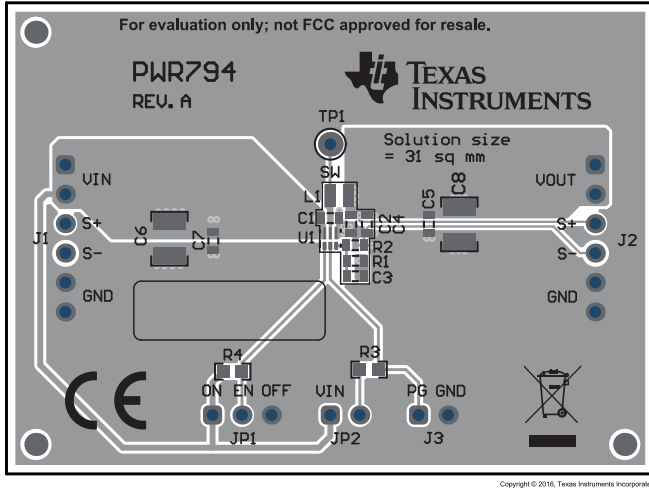 For evaluation only; not FCC approved for resale.
PWR794
REV. A
TEXAS
INSTRUMENTS
TP1
Solution size
= 31 sq mm
SW
L1
C1
U1
C2
C4
R2
R1
C3
C5
C8
C6
C7
VIN
S+
S-
J1
GND
VOUT
S+
S-
J2
GND
R4
R3
ON EN OFF
VIN
PG GND
JP1
JP2
J3
CE
Copyright © 2016, Texas Instruments Incorporate